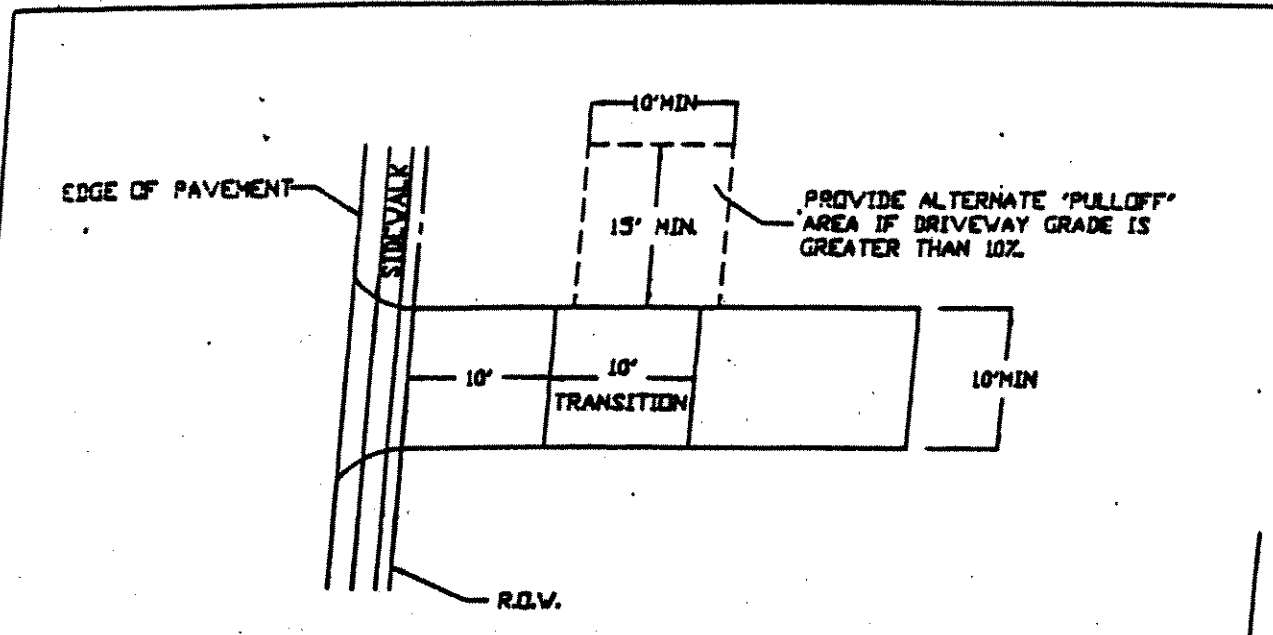 10'MIN
EDGE OF PAVEMENT
SIDEWALK
PROVIDE ALTERNATE "PULLOFF"
AREA IF DRIVEWAY GRADE IS
GREATER THAN 10%.
15' MIN.
10'
10'
TRANSITION
10'MIN
R.O.W.